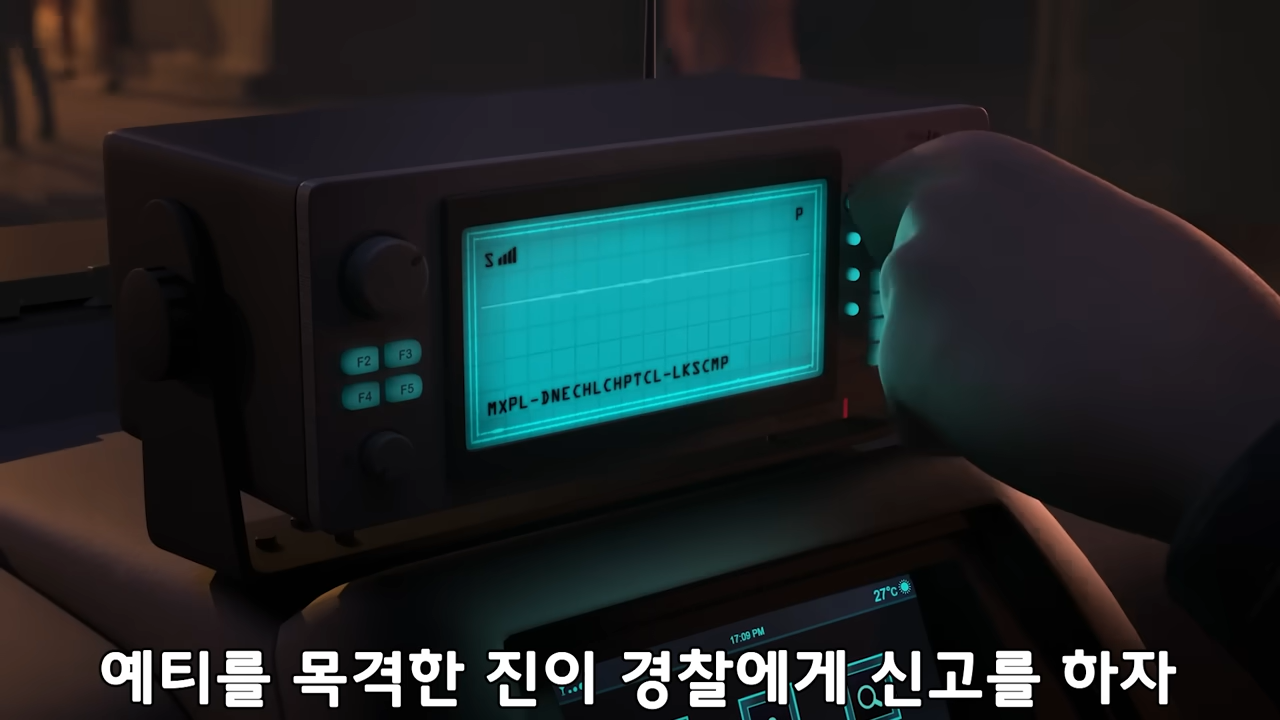 P
S
MXPL-DNECHLCHPTCL-LKSCMP
F2 F3
F4 F5
27°C
17:09 PM
예티를 목격한 진이 경찰에게 신고를 하자